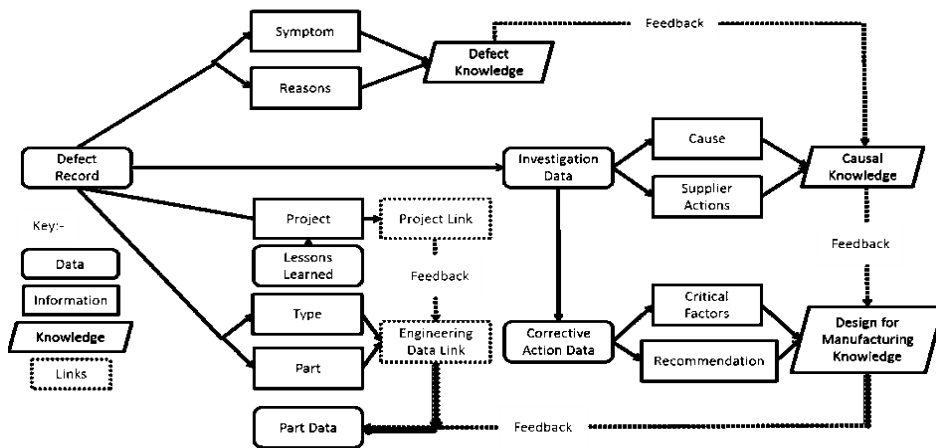 Feedback
Symptom
Defect
Knowledge
Reasons
Defect
Record
Investigation
Data
Cause
Supplier
Actions
Causal
Knowledge
Key:-
Project
Project Link
Feedback
Data
Lessons
Learned
Feedback
Information
Type
Engineering
Data Link
Corrective
Action Data
Critical
Factors
Design for
Manufacturing
Knowledge
Knowledge
Part
Recommendation
Links
Part Data
Feedback